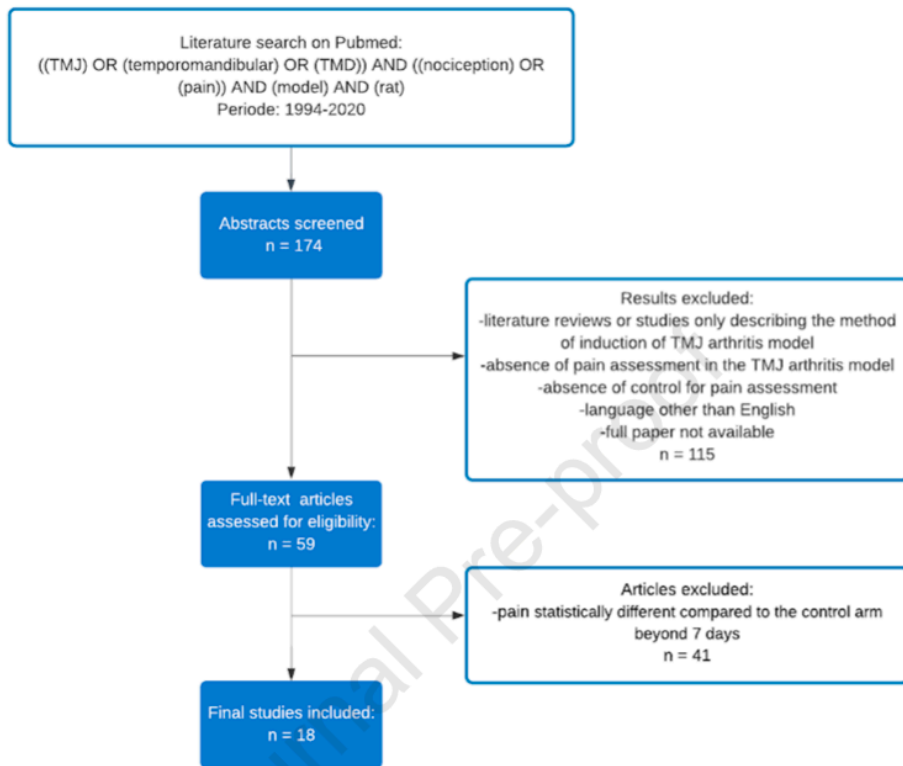 Literature search on Pubmed:
((TMJ) OR (temporomandibular) OR (TMD)) AND ((nociception) OR
(pain)) AND (model) AND (rat)
Periode: 1994-2020
Abstracts screened
n = 174
Results excluded:
-literature reviews or studies only describing the method
of induction of TMJ arthritis model
-absence of pain assessment in the TMJ arthritis model
-absence of control for pain assessment
-language other than English
-full paper not available
n = 115
Full-text articles
assessed for eligibility:
n = 59
Articles excluded:
-pain statistically different compared to the control arm
beyond 7 days
n = 41
Final studies included:
n = 18
Pre-proof